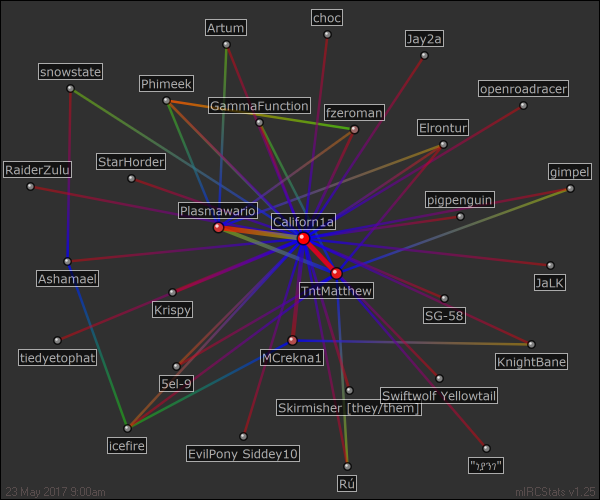 choc
Artum
Jay2a
snowstate
Phimeek
openroadracer
GammaFunction
fzeroman
Elrontur
StarHorder
RaiderZulu
gimpel
pigpenguin
Plasmawario
Californ1a
Ashamael
JaLK
TntMatthew
Krispy
SG-58
tiedyetophat
MCrekna1
KnightBane
5el-9
Swiftwolf Yellowtail
Skirmisher [they/them]
icefire
EvilPony Siddey10
Rú
23 May 2017 9:00am
mIRCStats v1.25